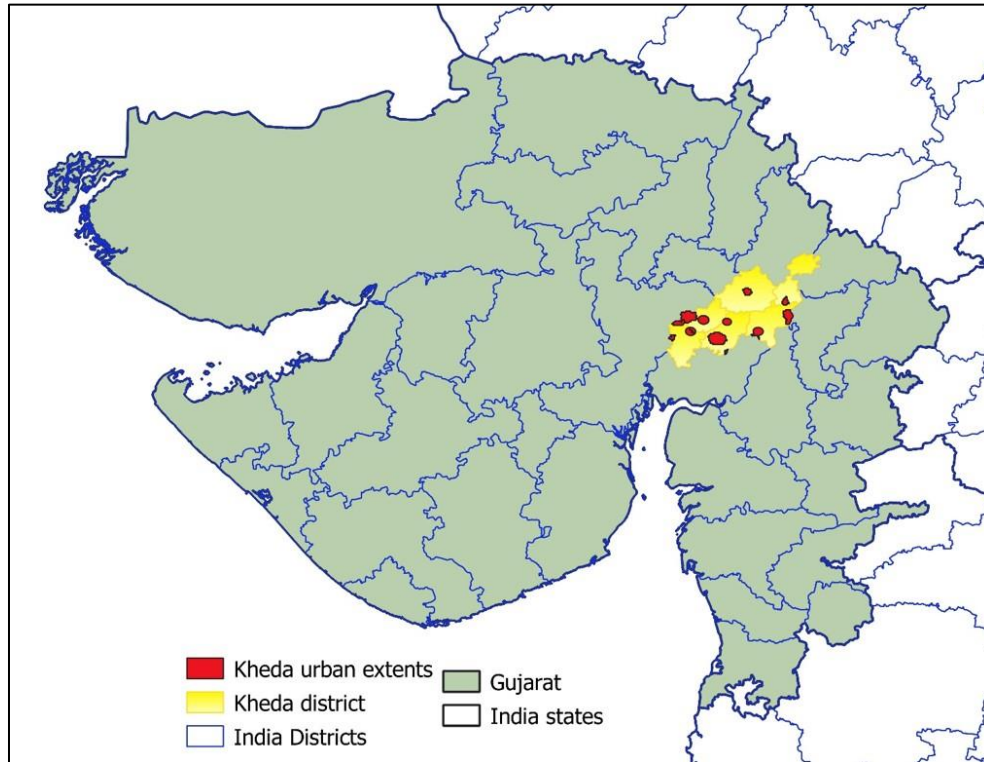 Kheda urban extents
Kheda district
India Districts
Gujarat
India states